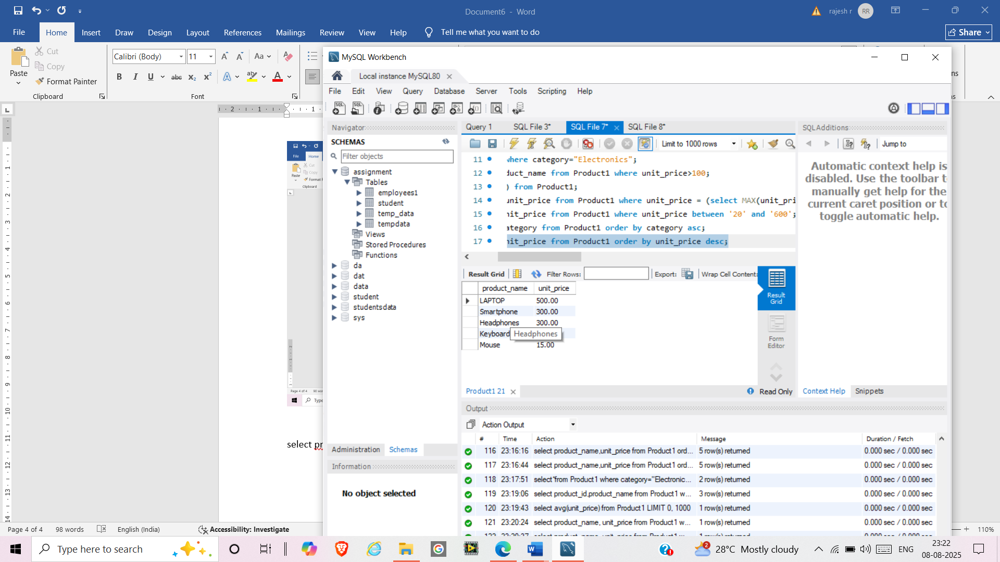 Document6 - Word
rajesh r
RR
File
Home
Insert
Draw
Design
Layout
References
Mailings
Review
View
Help
Tell me what you want to do
Share
Paste
Cut
Copy
Format Painter
Clipboard
Calibri (Body)
11
Aa
B I U abc x₂ x² A ab A
Font
MySQL Workbench
Local instance MySQL80
File Edit View Query Database Server Tools Scripting Help
Navigator
SCHEMAS
Filter objects
assignment
Tables
employees1
student
temp_data
tempdata
Views
Stored Procedures
Functions
da
dat
data
student
studentsdata
sys
Administration Schemas
Information
No object selected
Query 1
SQL File 3*
SQL File 7*
SQL File 8*
Limit to 1000 rows
11 where category="Electronics";
12 duct_name from Product1 where unit_price>100;
13 ) from Product1;
14 unit_price from Product1 where unit_price = (select MAX(unit_pri
15 nit_price from Product1 where unit_price between '20' and '600';
16 ategory from Product1 order by category asc;
17 nit_price from Product1 order by unit_price desc;
Result Grid Filter Rows: Export: Wrap Cell Content:
product_name unit_price
LAPTOP 500.00
Smartphone 300.00
Headphones 300.00
Keyboard
Headphones
Mouse 15.00
Result
Grid
Form
Editor
Product1 21
Read Only
SQLAdditions
Jump to
Automatic context help is
disabled. Use the toolbar t
manually get help for the
current caret position or to
toggle automatic help.
Context Help Snippets
Output
Action Output
# Time Action Message Duration / Fetch
116 23:16:16 select product_name,unit_price from Product1 ord... 5 row(s) returned 0.000 sec / 0.000 sec
117 23:16:44 select product_name,unit_price from Product1 ord... 5 row(s) returned 0.000 sec / 0.000 sec
118 23:17:51 select*from Product1 where category="Electronic... 2 row(s) returned 0.000 sec / 0.000 sec
119 23:19:06 select product_id,product_name from Product1 w... 3 row(s) returned 0.000 sec / 0.000 sec
120 23:19:43 select avg(unit_price) from Product1 LIMIT 0, 1000 1 row(s) returned 0.000 sec / 0.000 sec
121 23:20:24 select product_name, unit_price from Product1 w... 1 row(s) returned 0.000 sec / 0.000 sec
select pr
Page 4 of 4
98 words
English (India)
Accessibility: Investigate
110%
Type here to search
28°C Mostly cloudy
ENG
23:22
08-08-2025